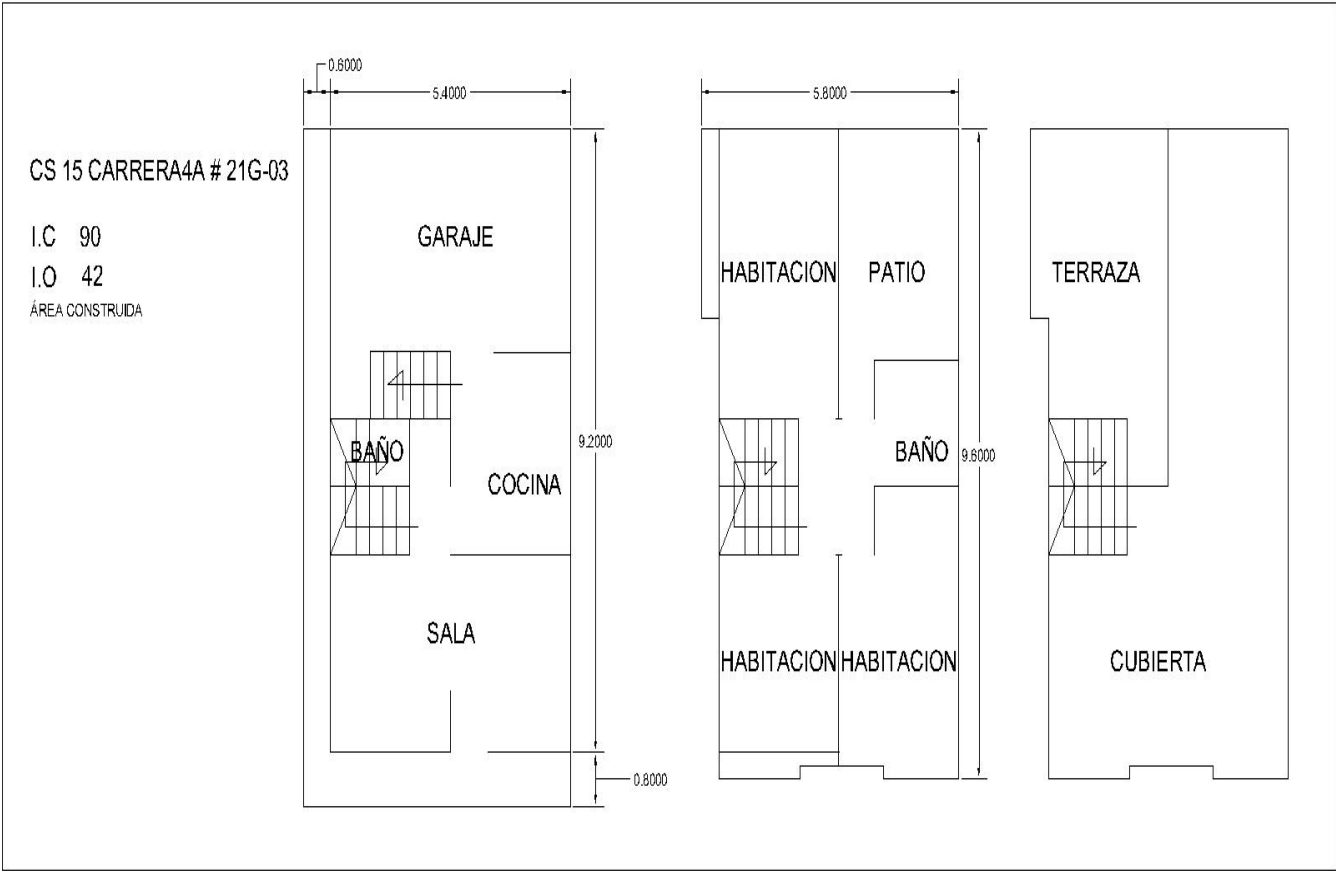 CS 15 CARRERA4A # 21G-03
I.C 90
I.O 42
ÁREA CONSTRUIDA
0.6000
5.4000
GARAJE
BAÑO
COCINA
9.2000
SALA
0.8000
5.8000
HABITACION PATIO
BAÑO
9.6000
HABITACION HABITACION
TERRAZA
CUBIERTA